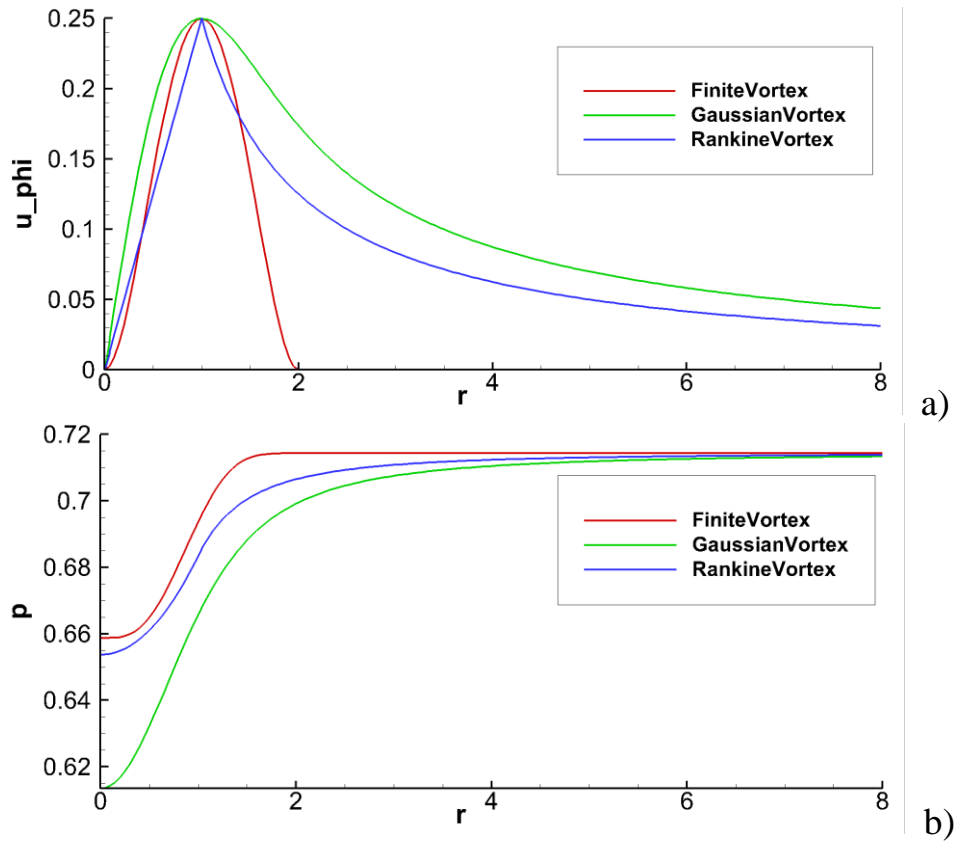 0.25
0.2
0.15
0.1
0.05
0
u_phi
FiniteVortex
GaussianVortex
RankineVortex
0 2 4 6 8
r
a)
0.72
0.7
0.68
0.66
0.64
0.62
p
FiniteVortex
GaussianVortex
RankineVortex
0 2 4 6 8
r
b)